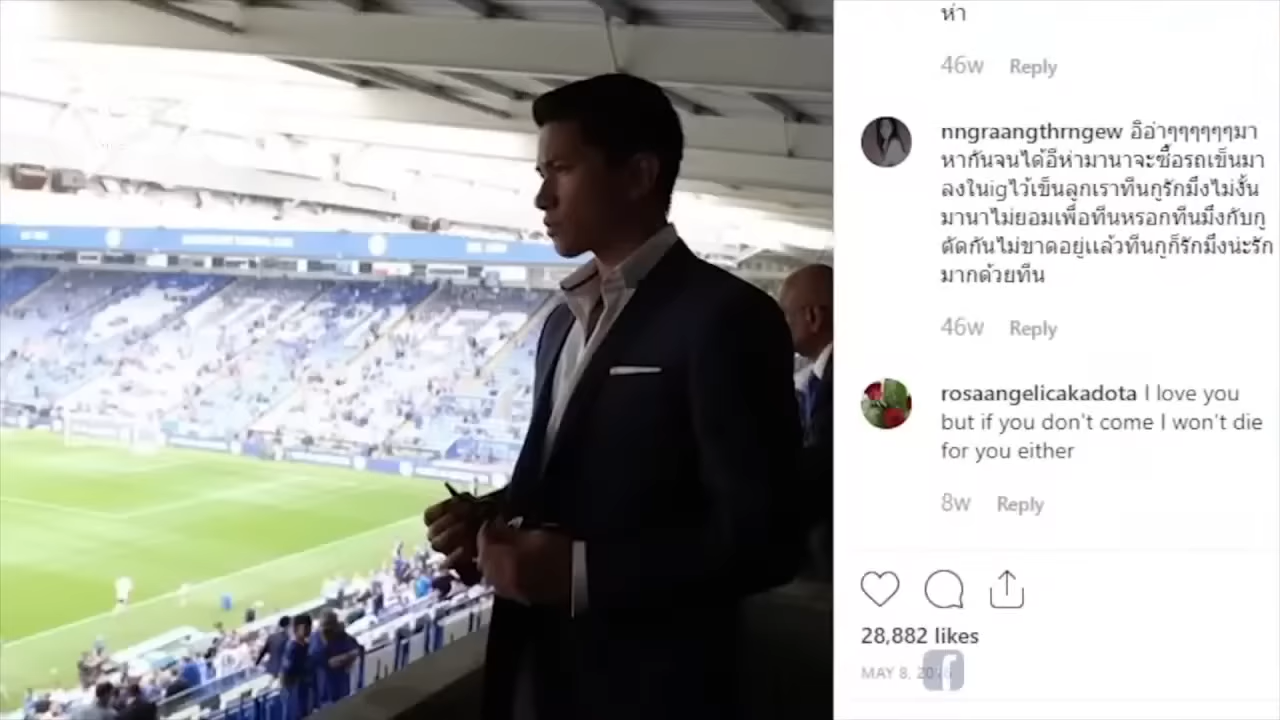 ห่า
46w Reply
nngraangthrngew อิอ่าๆๆๆๆๆๆมา
หากันจนได้อีห่ามานาจะซื้อรถเข็นมา
ลงในigไว้เข็นลูกเราทีนกูรักมึงไม่งั้น
มานาไม่ยอมเพื่อทีนหรอกทีนมึงกับกู
ตัดกันไม่ขาดอยู่แล้วทีนกูก็รักมึงน่ะรัก
มากด้วยทีน
46w Reply
rosaangelicakadota I love you
but if you don't come I won't die
for you either
8w Reply
28,882 likes
MAY 8,